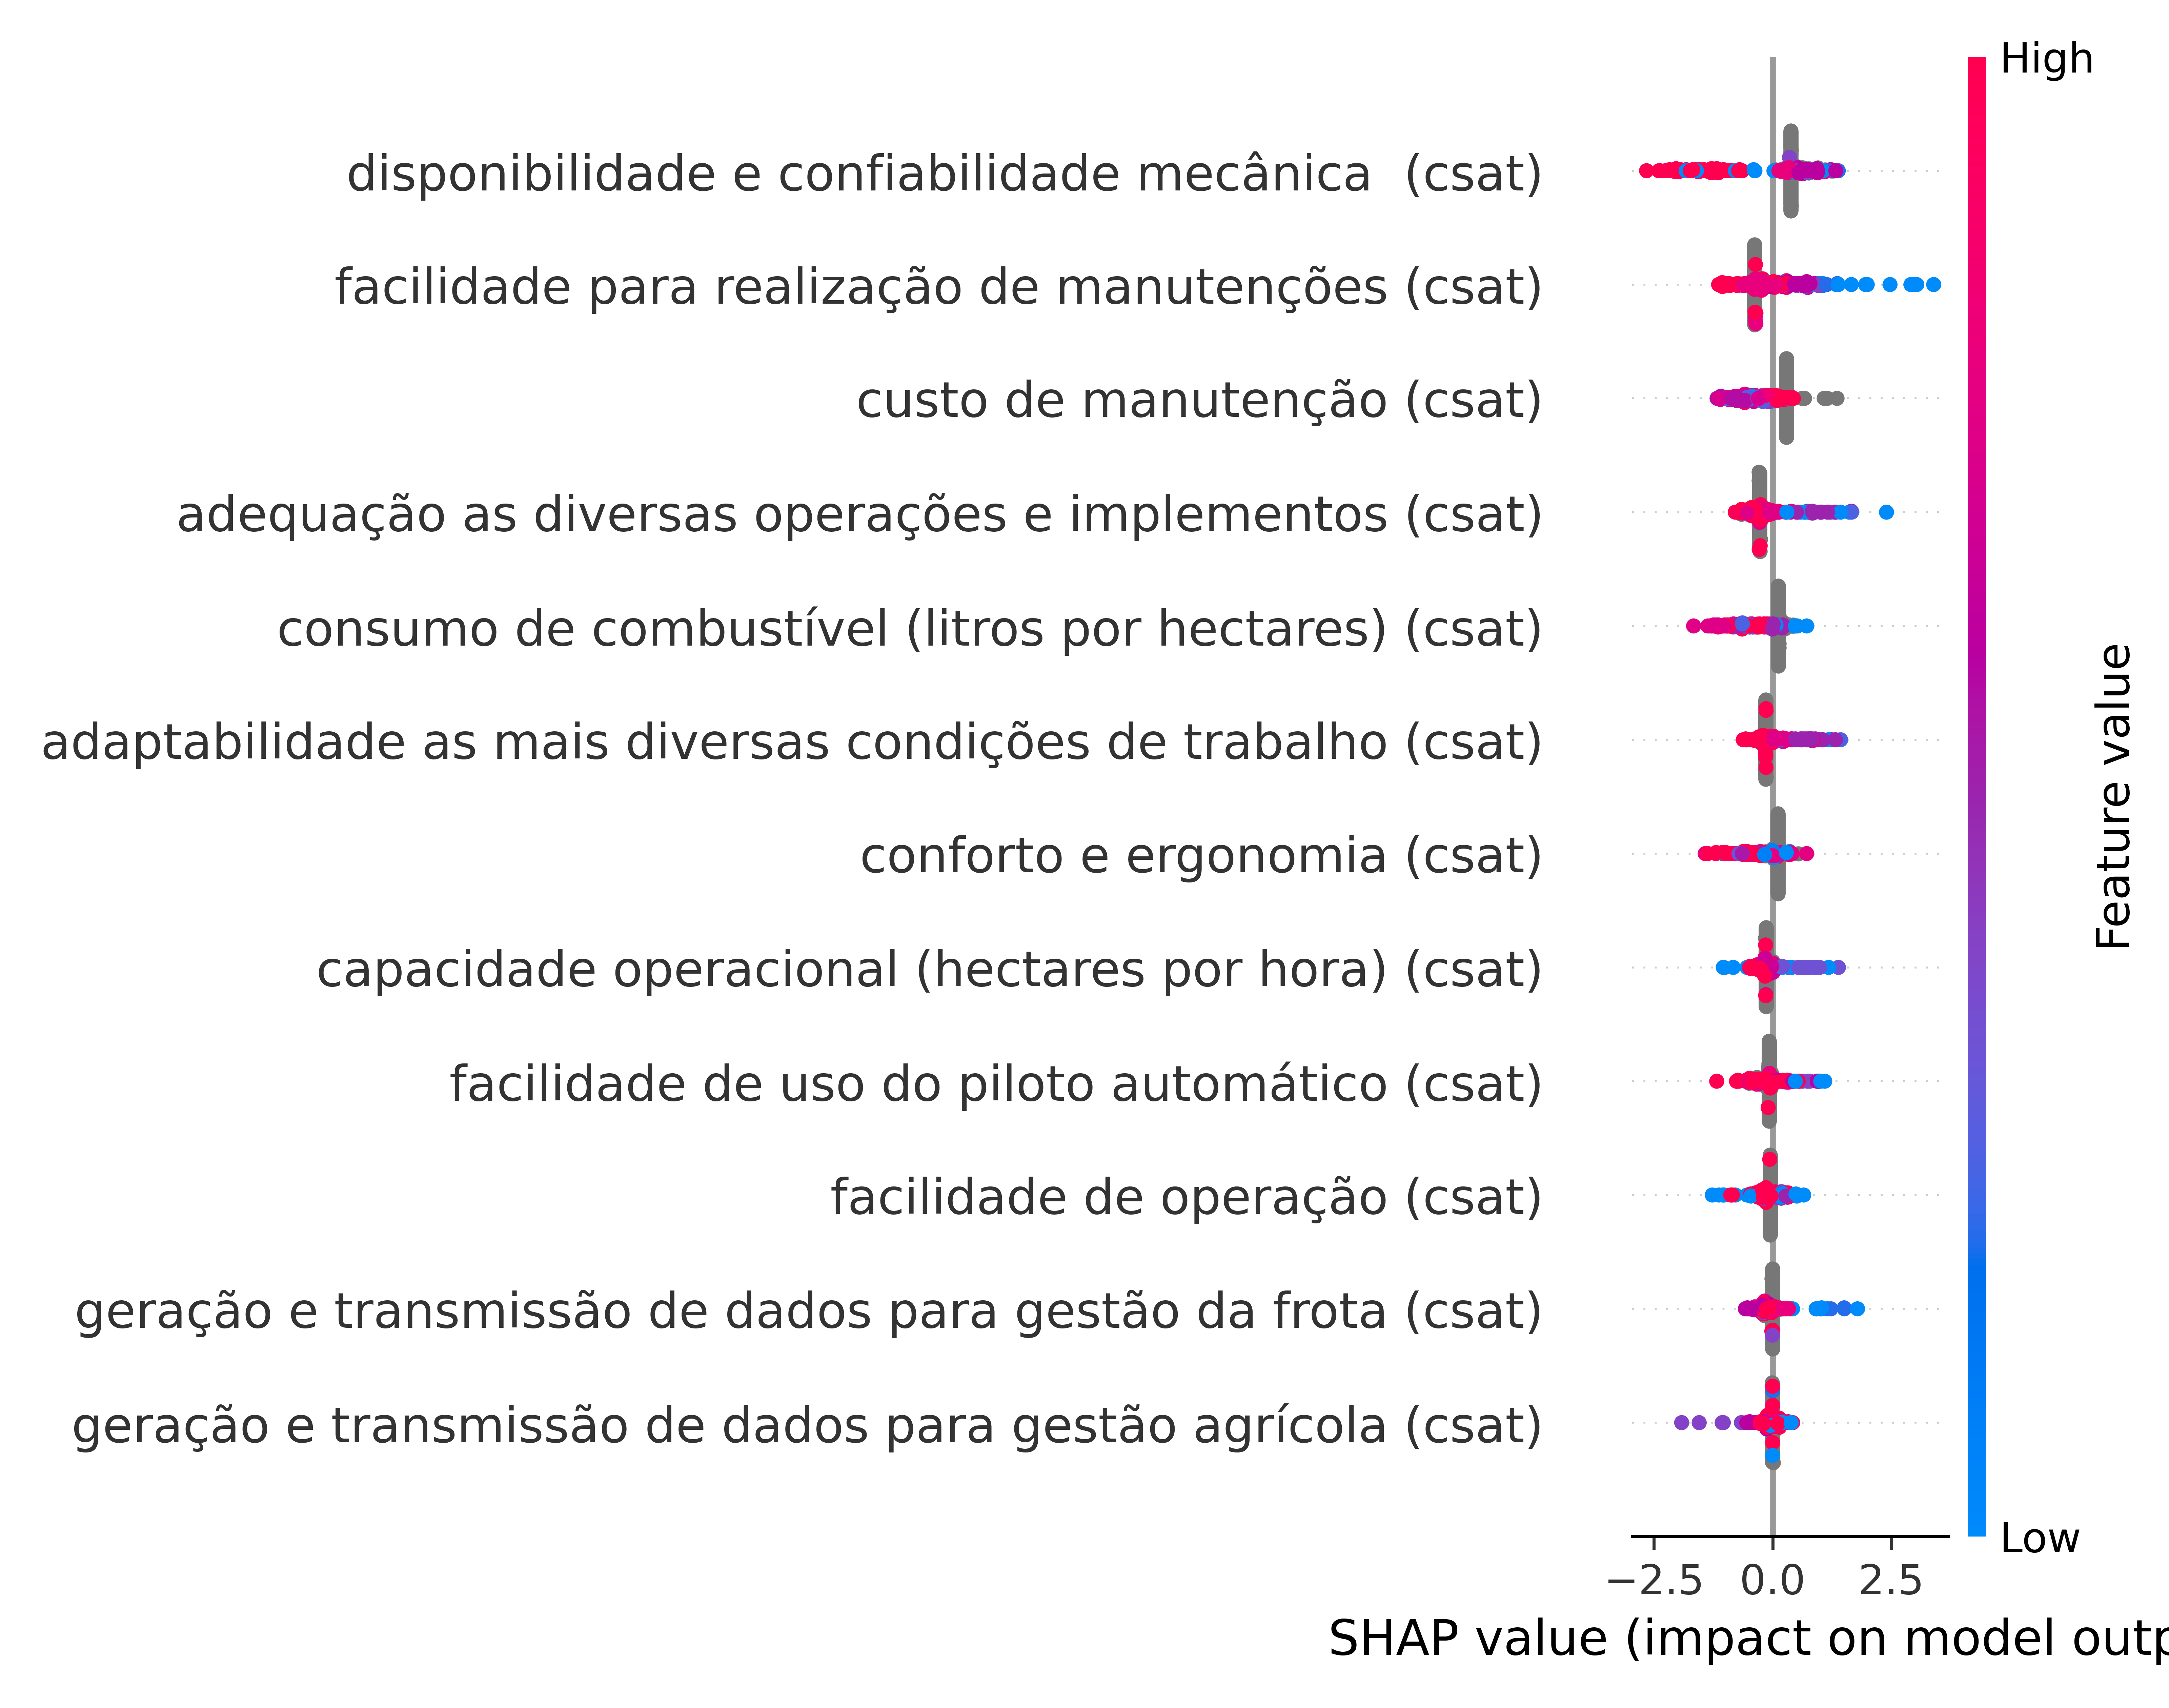 High
disponibilidade e confiabilidade mecânica  (csat)
facilidade para realização de manutenções (csat)
custo de manutenção (csat)
adequação as diversas operações e implementos (csat)
consumo de combustível (litros por hectares) (csat)
adaptabilidade as mais diversas condições de trabalho (csat)
conforto e ergonomia (csat)
capacidade operacional (hectares por hora) (csat)
facilidade de uso do piloto automático (csat)
facilidade de operação (csat)
geração e transmissão de dados para gestão da frota (csat)
geração e transmissão de dados para gestão agrícola (csat)
Feature value
Low
−2.5 0.0 2.5
SHAP value (impact on model outp